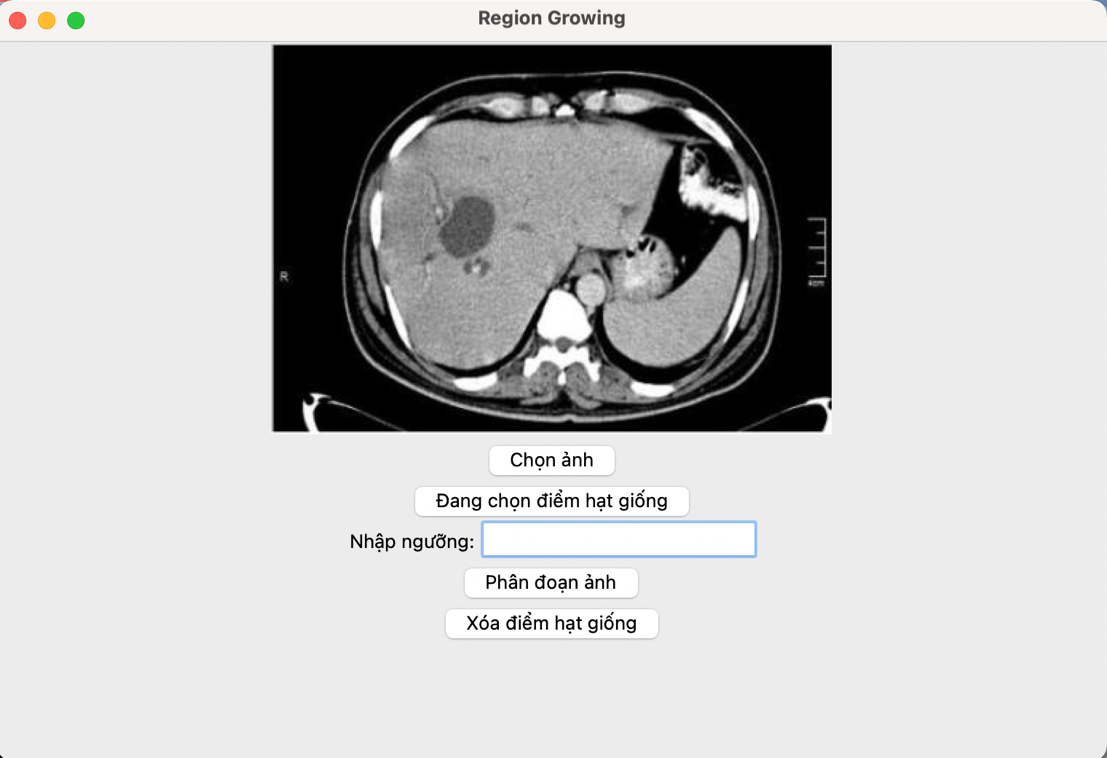 Region Growing
R
Chọn ảnh
Đang chọn điểm hạt giống
Nhập ngưỡng:
Phân đoạn ảnh
Xóa điểm hạt giống